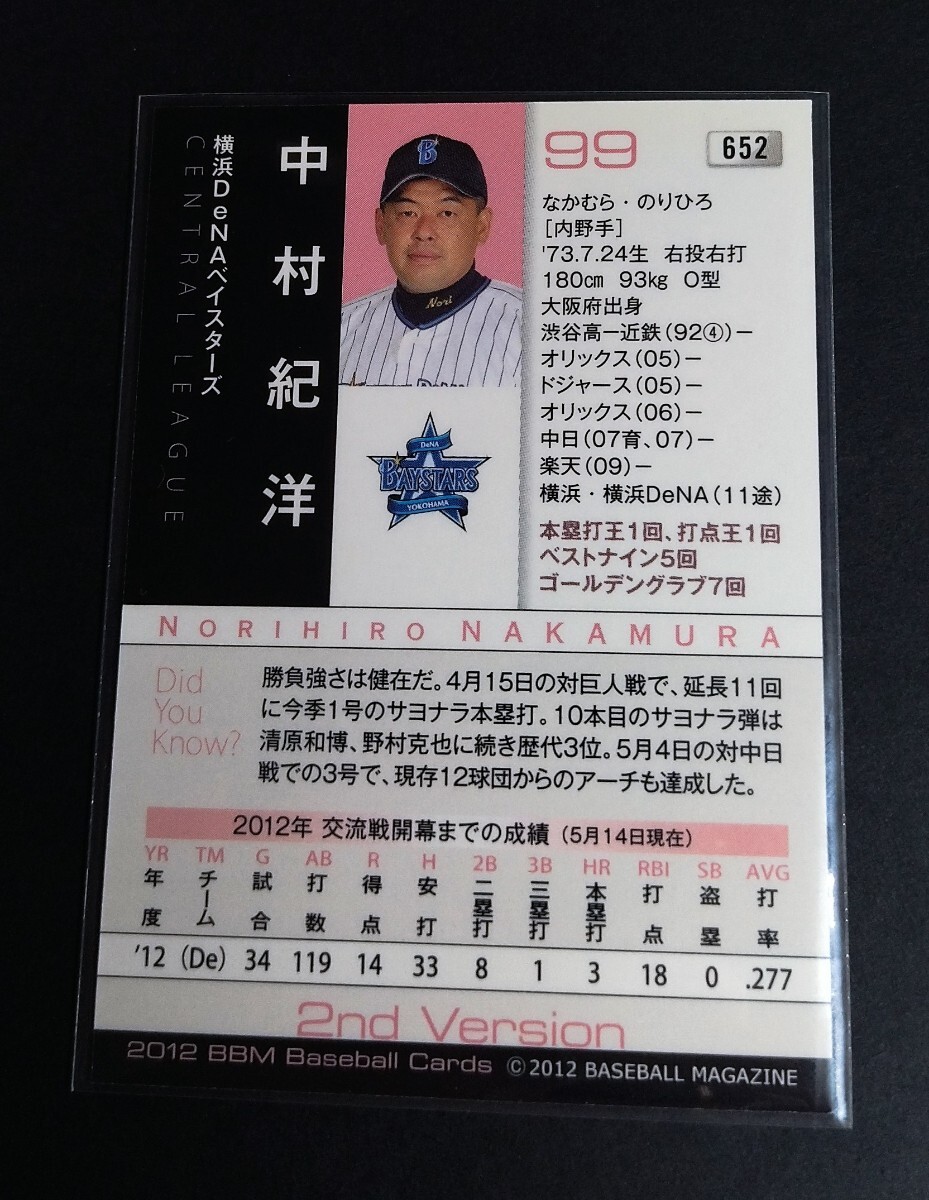 横浜DeNAベイスターズ
CENTRAL LEAGUE
中村紀洋
B
Nori
DeNA
BAYSTARS
YOKOHAMA
99
652
なかむら・のりひろ
[内野手]
'73.7.24生 右投右打
180㎝ 93㎏ O型
大阪府出身
渋谷高ー近鉄(92④)−
オリックス(05)−
ドジャース(05)−
オリックス(06)−
中日(07育、07)−
楽天(09)−
横浜・横浜DeNA(11途)
本塁打王1回、打点王1回
ベストナイン5回
ゴールデングラブ7回
NORIHIRO NAKAMURA
Did
You
Know?
勝負強さは健在だ。4月15日の対巨人戦で、延長11回
に今季1号のサヨナラ本塁打。10本目のサヨナラ弾は
清原和博、野村克也に続き歴代3位。5月4日の対中日
戦での3号で、現存12球団からのアーチも達成した。
2012年 交流戦開幕までの成績 (5月14日現在)
YR TM G AB R H 2B 3B HR RBI SB AVG
年度 チーム 試合 打数 得点 安打 二塁打 三塁打 本塁打 打点 盗塁 打率
'12 (De) 34 119 14 33 8 1 3 18 0 .277
2nd Version
2012 BBM Baseball Cards ©2012 BASEBALL MAGAZINE